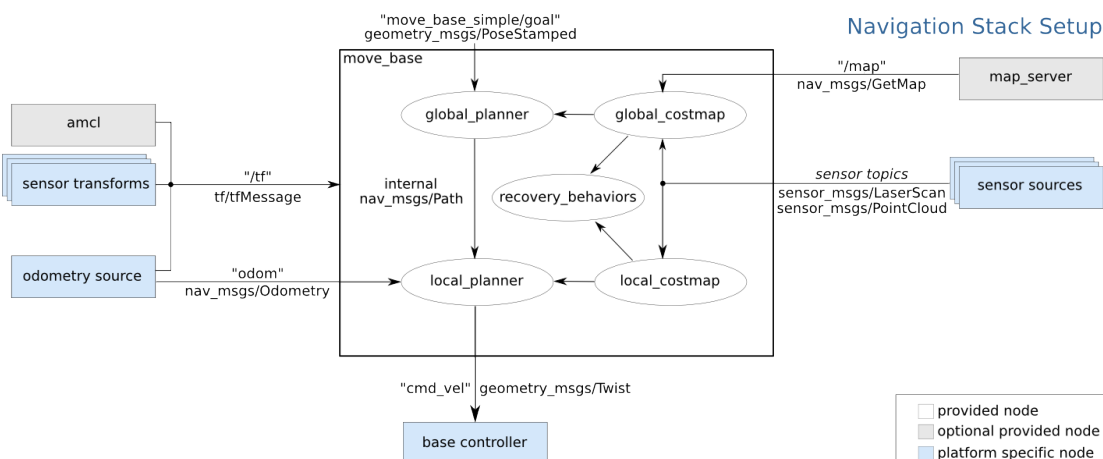 Navigation Stack Setup
"move_base_simple/goal"
geometry_msgs/PoseStamped
move_base
"/map"
nav_msgs/GetMap
map_server
amcl
global_planner
global_costmap
sensor transforms
"/tf"
tf/tfMessage
internal
nav_msgs/Path
recovery_behaviors
sensor topics
sensor_msgs/LaserScan
sensor_msgs/PointCloud
sensor sources
odometry source
"odom"
nav_msgs/Odometry
local_planner
local_costmap
"cmd_vel"
geometry_msgs/Twist
base controller
provided node
optional provided node
platform specific node